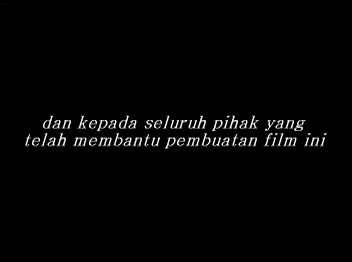 dan kepada seluruh pihak yang
telah membantu pembuatan film ini